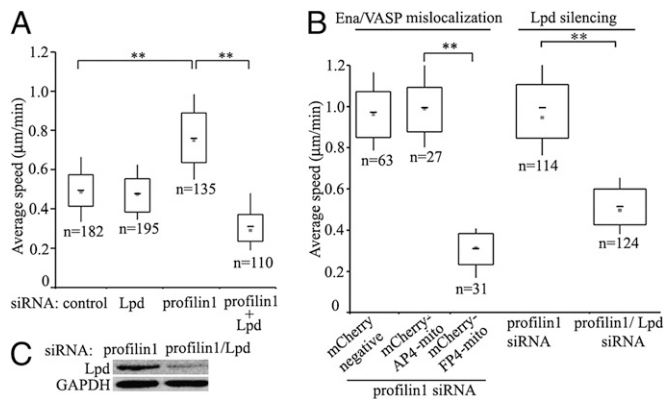 A
1.2
1.0
0.8
0.6
0.4
0.2
0
Average speed (µm/min)
**
**
n=182
n=195
n=135
n=110
siRNA: control
Lpd
profilin1
profilin1
+
Lpd
B
Ena/VASP mislocalization
Lpd silencing
1.2
1.0
0.8
0.6
0.4
0.2
0
Average speed (µm/min)
**
**
n=63
n=27
n=31
n=114
n=124
mCherry
negative
mCherry-
AP4-mito
mCherry-
FP4-mito
profilin1 siRNA
profilin1
siRNA
profilin1/ Lpd
siRNA
C
siRNA: profilin1 profilin1/Lpd
Lpd
GAPDH